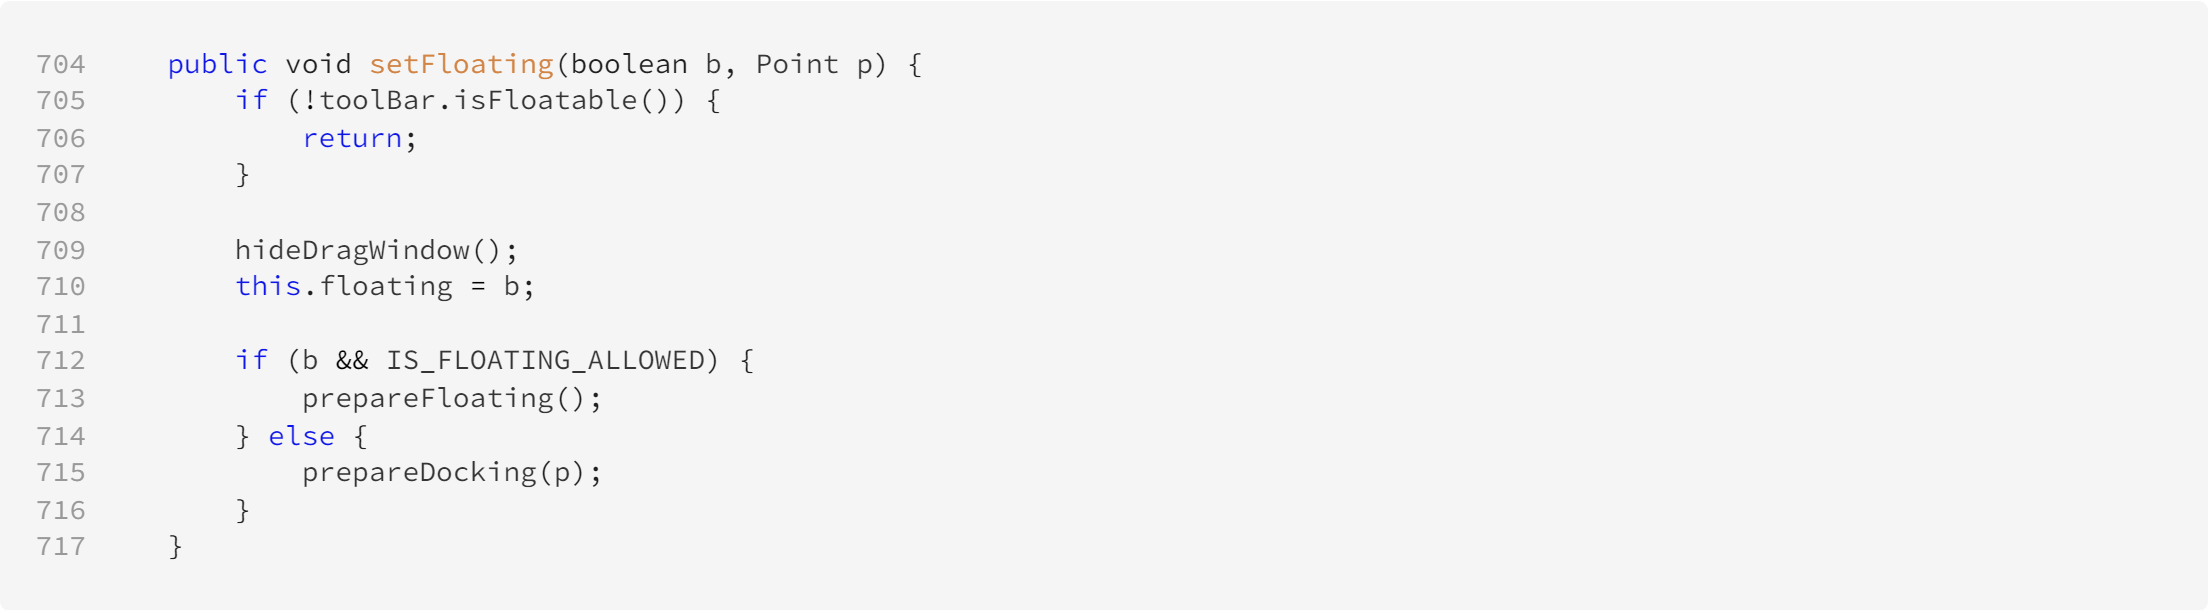 704     public void setFloating(boolean b, Point p) {
705         if (!toolBar.isFloatable()) {
706             return;
707         }
708
709         hideDragWindow();
710         this.floating = b;
711
712         if (b && IS_FLOATING_ALLOWED) {
713             prepareFloating();
714         } else {
715             prepareDocking(p);
716         }
717     }